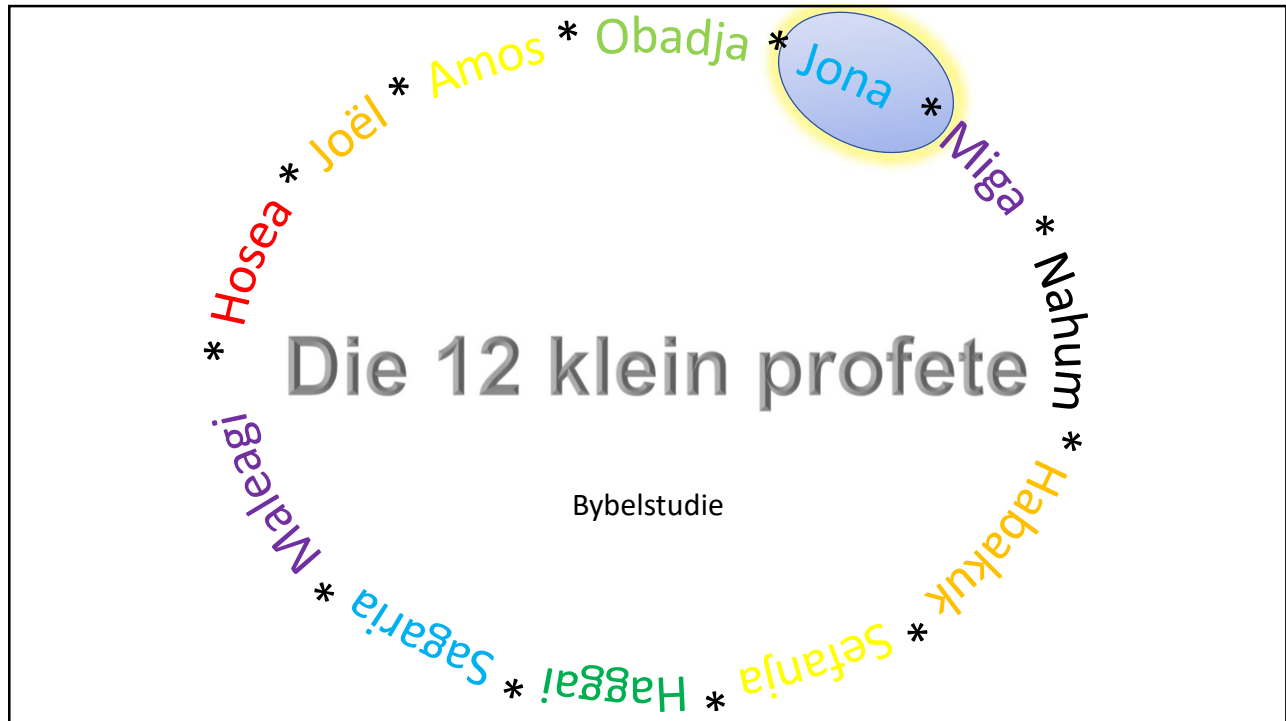 * Hosea * Joël * Amos * Obadja * Jona * Miga * Nahum * Habakuk * Sefanja * Haggai * Sagaria * Maleagi
Die 12 klein profete
Bybelstudie